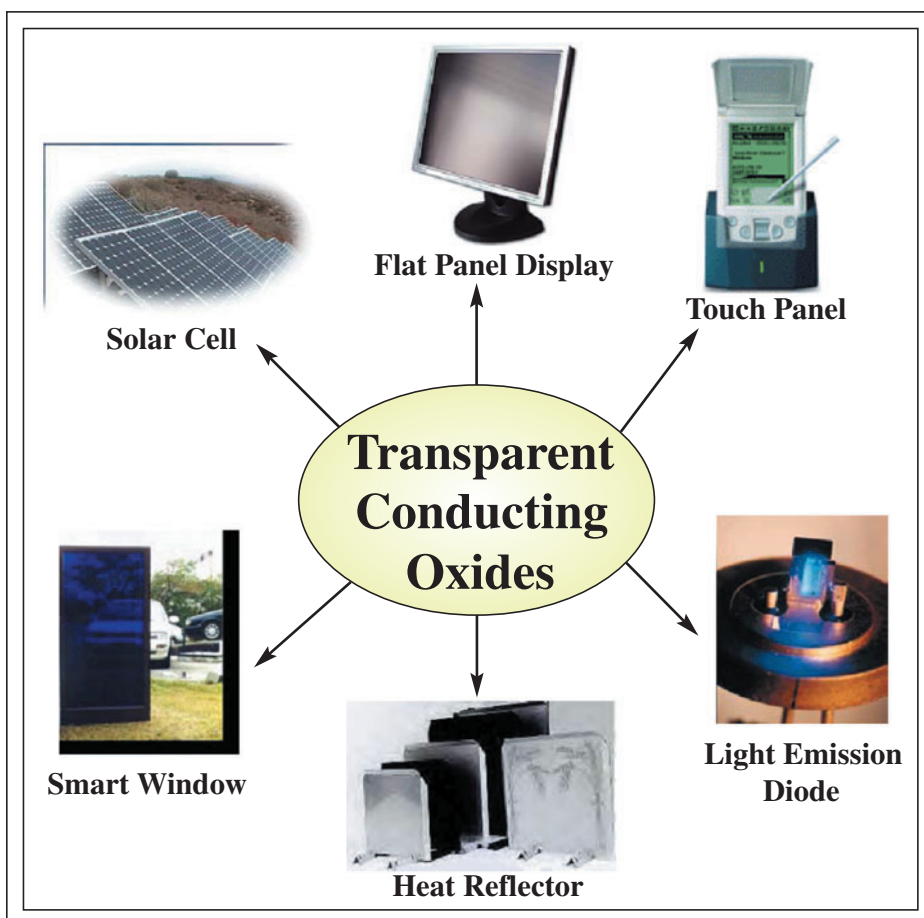 Flat Panel Display
Touch Panel
Solar Cell
Transparent
Conducting
Oxides
Smart Window
Light Emission
Diode
Heat Reflector